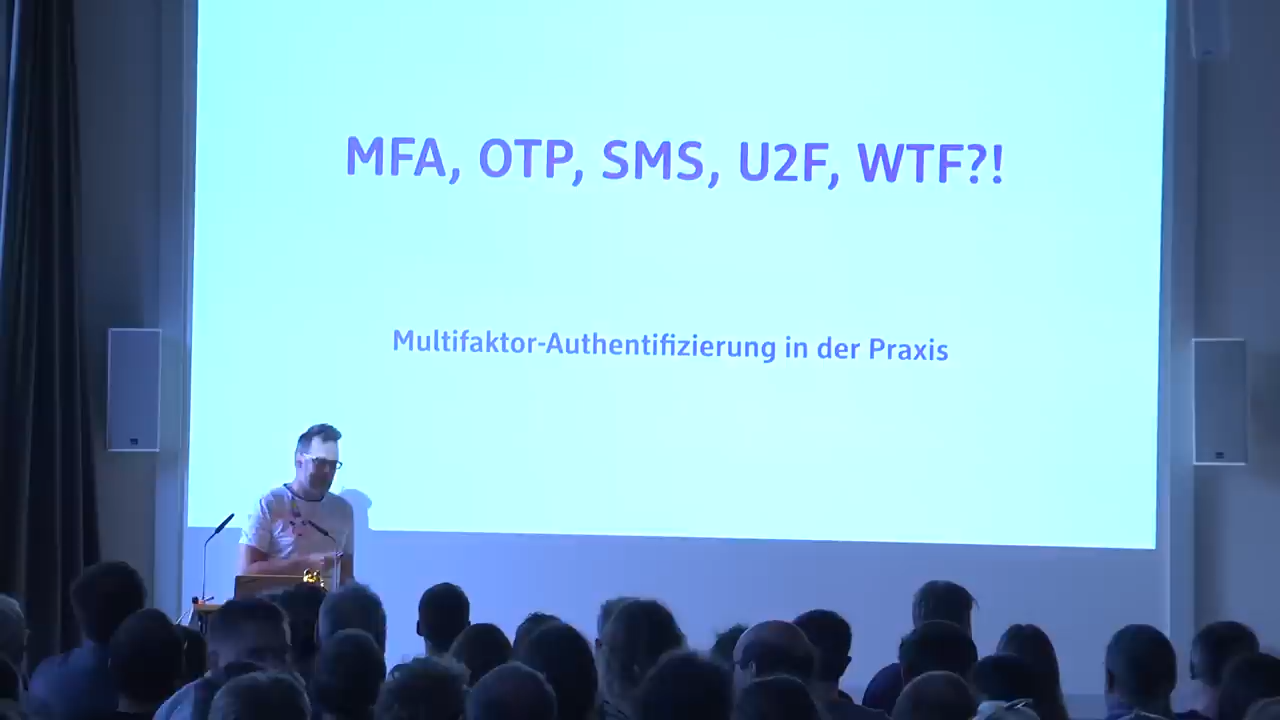 MFA, OTP, SMS, U2F, WTF?!
Multifaktor-Authentifizierung in der Praxis